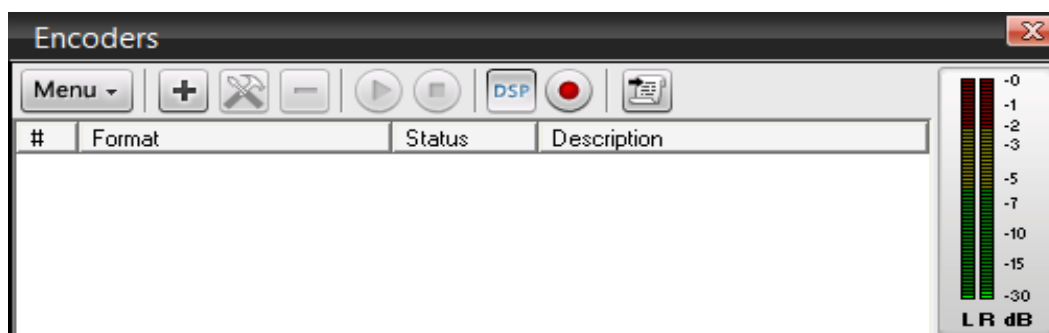 Encoders
Menu
DSP
# Format Status Description
-0
-1
-2
-3
-5
-7
-10
-15
-30
L R dB